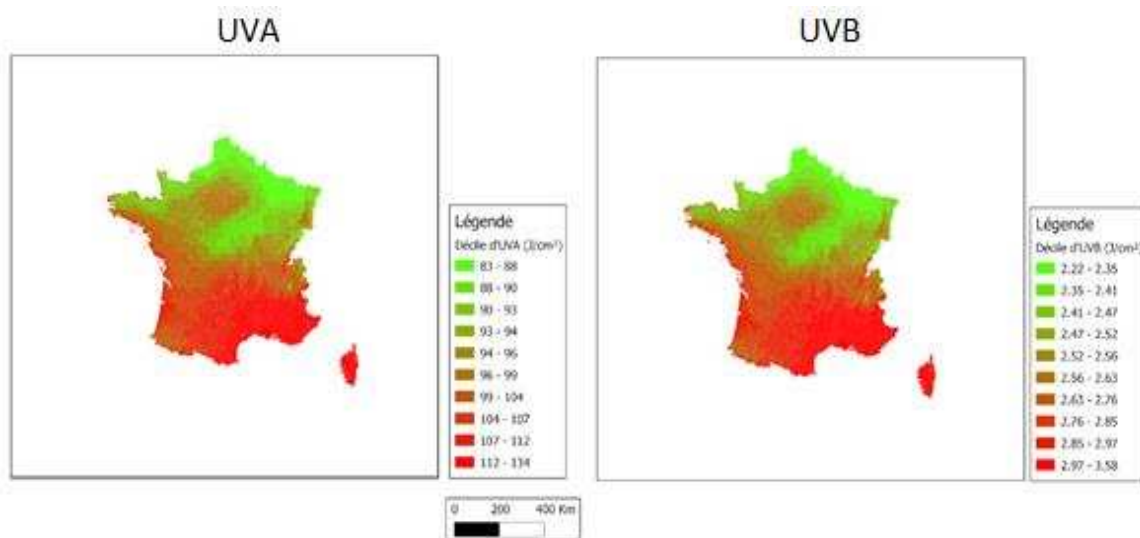 UVA
UVB
Légende
Décile d'UVA (J/cm²)
83 - 88
88 - 90
90 - 93
93 - 94
94 - 96
96 - 99
99 - 104
104 - 107
107 - 112
112 - 134
0 200 400 Km
Légende
Décile d'UVB (J/cm²)
2.22 - 2.35
2.35 - 2.41
2.41 - 2.47
2.47 - 2.52
2.52 - 2.56
2.56 - 2.63
2.63 - 2.76
2.76 - 2.85
2.85 - 2.97
2.97 - 3.58